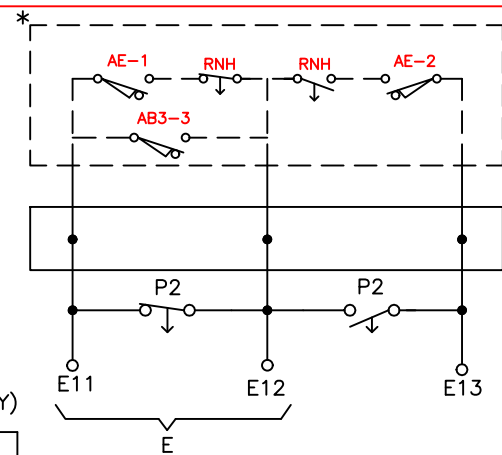 *
AE-1 RNH RNH AE-2
AB3-3
P2 P2
E11 E12 E13
Y)
E